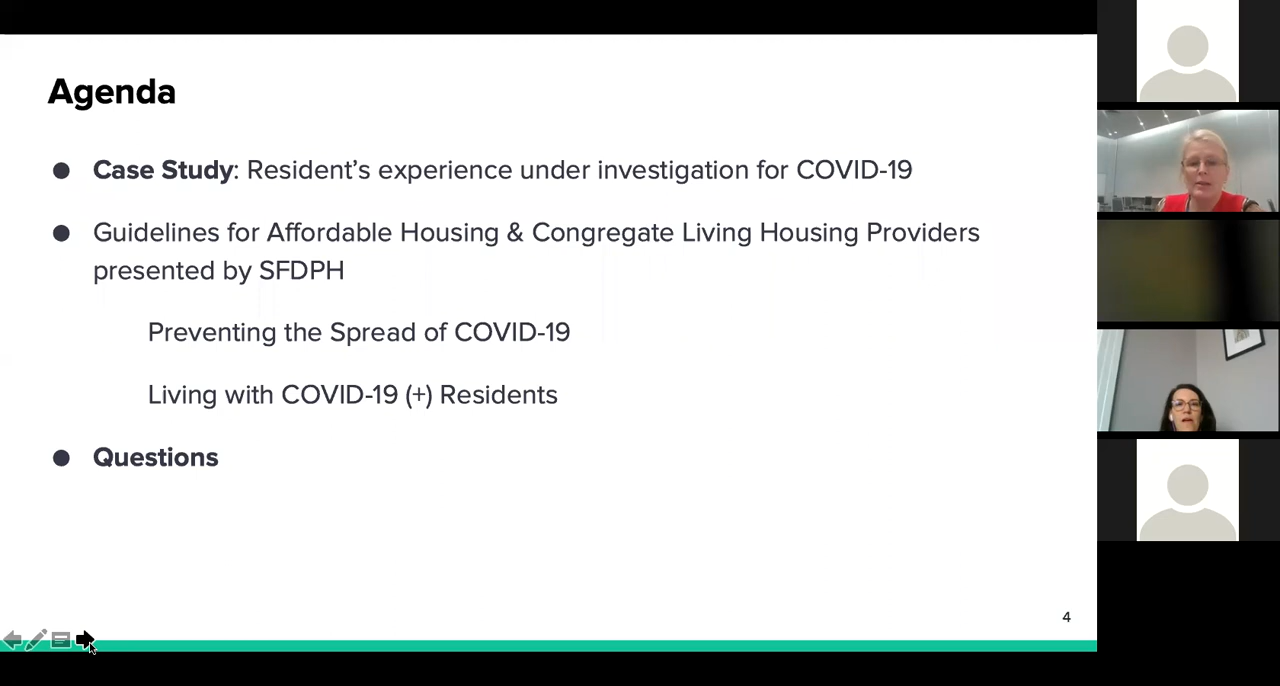 Agenda
● Case Study: Resident’s experience under investigation for COVID-19
● Guidelines for Affordable Housing & Congregate Living Housing Providers
presented by SFDPH
Preventing the Spread of COVID-19
Living with COVID-19 (+) Residents
● Questions
4